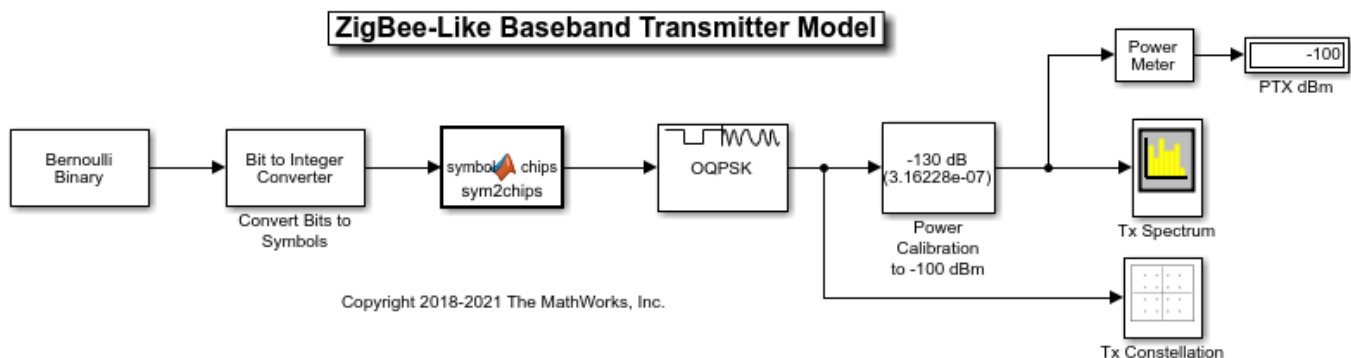 ZigBee-Like Baseband Transmitter Model
Power
Meter
-100
PTX dBm
Bernoulli
Binary
Bit to Integer
Converter
Convert Bits to
Symbols
symbols chips
sym2chips
OQPSK
-130 dB
(3.16228e-07)
Power
Calibration
to -100 dBm
Tx Spectrum
Tx Constellation
Copyright 2018-2021 The MathWorks, Inc.